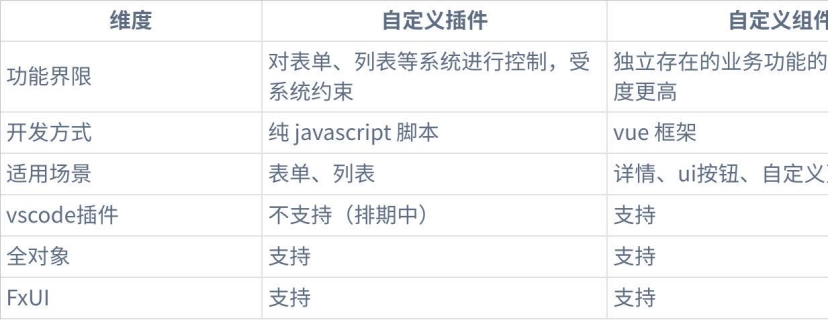 维度 自定义插件 自定义组件
功能界限 对表单、列表等系统进行控制，受系统约束 独立存在的业务功能的度更高
开发方式 纯 javascript 脚本 vue 框架
适用场景 表单、列表 详情、ui按钮、自定义
vscode插件 不支持（排期中） 支持
全对象 支持 支持
FxUI 支持 支持